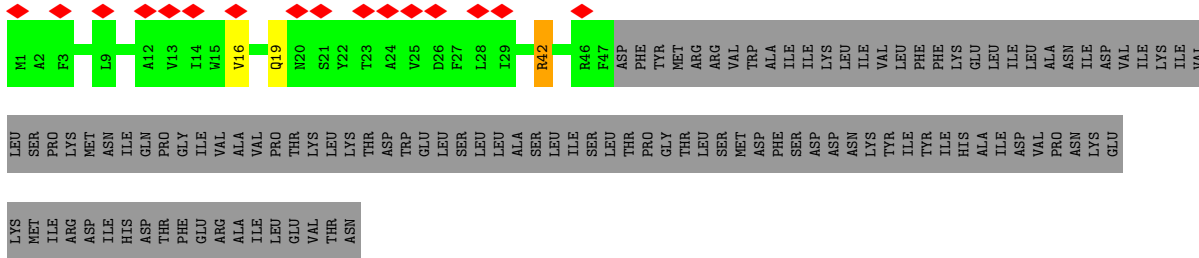 M1 A2 F3 L9 A12 V13 I14 W15 V16 Q19 N20 S21 Y22 T23 A24 V25 D26 F27 L28 I29 R42 R46 F47 ASP PHE TYR MET ARG ARG VAL TRP ALA ILE ILE LYS LEU ILE VAL LEU PHE PHE LYS GLU LEU ILE LEU ALA ASN ILE ASP VAL ILE LYS ILE VAL
LEU SER PRO LYS MET ASN ILE GLN PRO GLY ILE VAL ALA VAL PRO THR LYS LEU LYS THR ASP TRP GLU LEU SER LEU LEU ALA SER LEU ILE SER LEU THR PRO GLY THR LEU SER MET ASP PHE SER ASP ASP ASN LYS TYR ILE TYR ILE HIS ALA ILE ASP VAL PRO ASN LYS GLU
LYS MET ILE ARG ASP ILE HIS ASP THR PHE GLU ARG ALA ILE LEU GLU VAL THR ASN